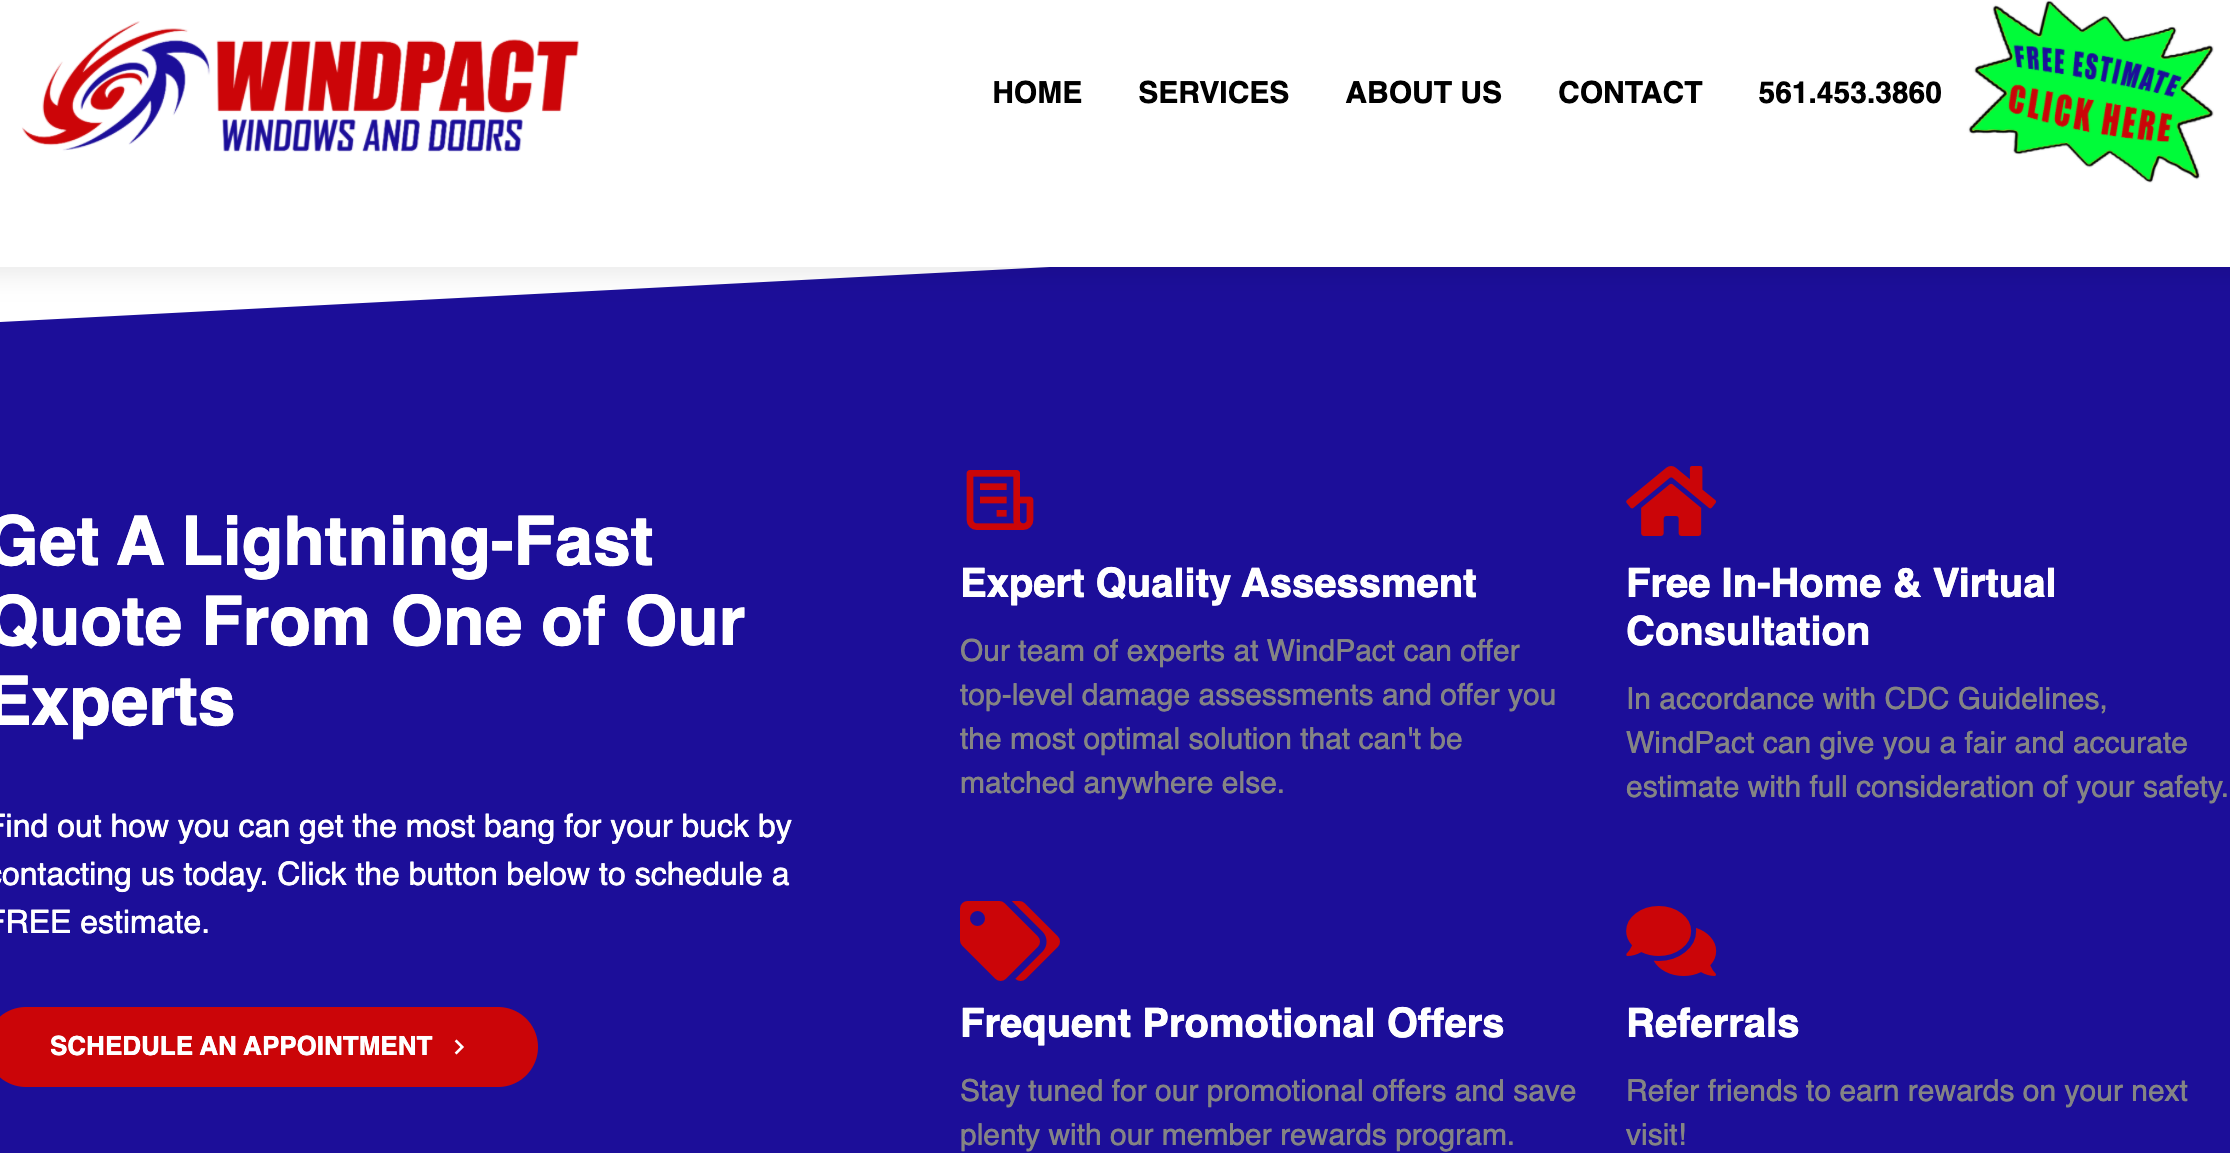 WINDPACT
WINDOWS AND DOORS
HOME SERVICES ABOUT US CONTACT 561.453.3860
FREE ESTIMATE
CLICK HERE
Get A Lightning-Fast
Quote From One of Our
Experts
Find out how you can get the most bang for your buck by
contacting us today. Click the button below to schedule a
FREE estimate.
SCHEDULE AN APPOINTMENT >
Expert Quality Assessment
Our team of experts at WindPact can offer
top-level damage assessments and offer you
the most optimal solution that can't be
matched anywhere else.
Free In-Home & Virtual
Consultation
In accordance with CDC Guidelines,
WindPact can give you a fair and accurate
estimate with full consideration of your safety.
Frequent Promotional Offers
Stay tuned for our promotional offers and save
plenty with our member rewards program.
Referrals
Refer friends to earn rewards on your next
visit!